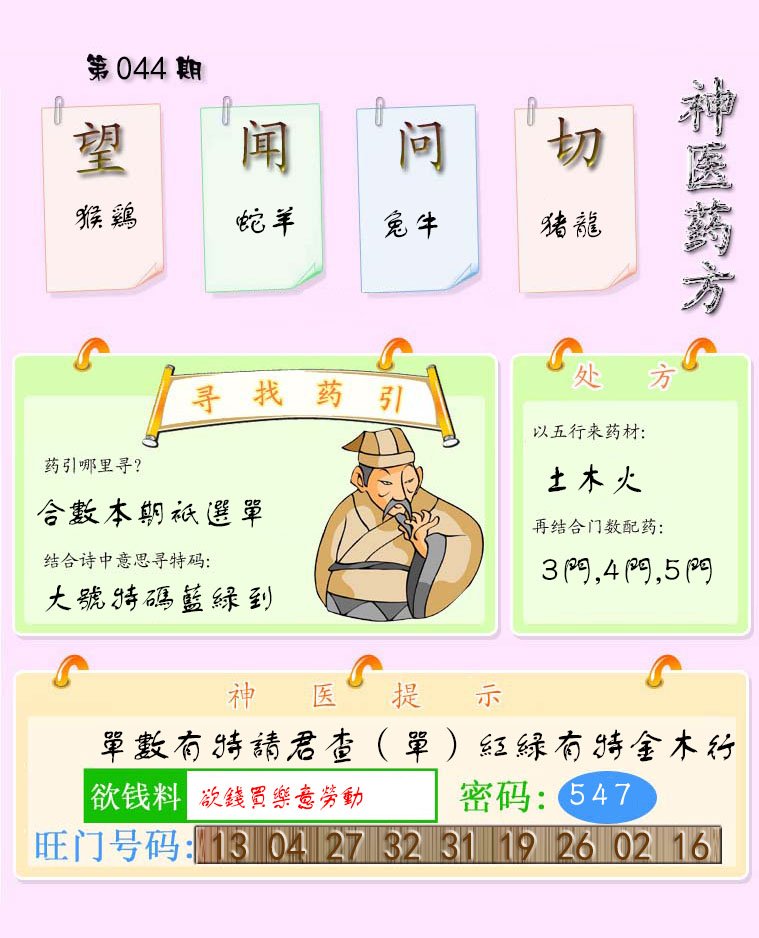 第044期
神医药方
望 闻 问 切
猴鷄 蛇羊 兔牛 猪龍
寻找药引
药引哪里寻?
合數本期祇選單
结合诗中意思寻特码:
大號特碼藍緑到
处方
以五行来药材:
土木火
再结合门数配药:
3門,4門,5門
神医提示
單數有特請君查(單)紅緑有特金木行
欲钱料 欲錢買樂意勞動 密码: 547
旺门号码: 13 04 27 32 31 19 26 02 16